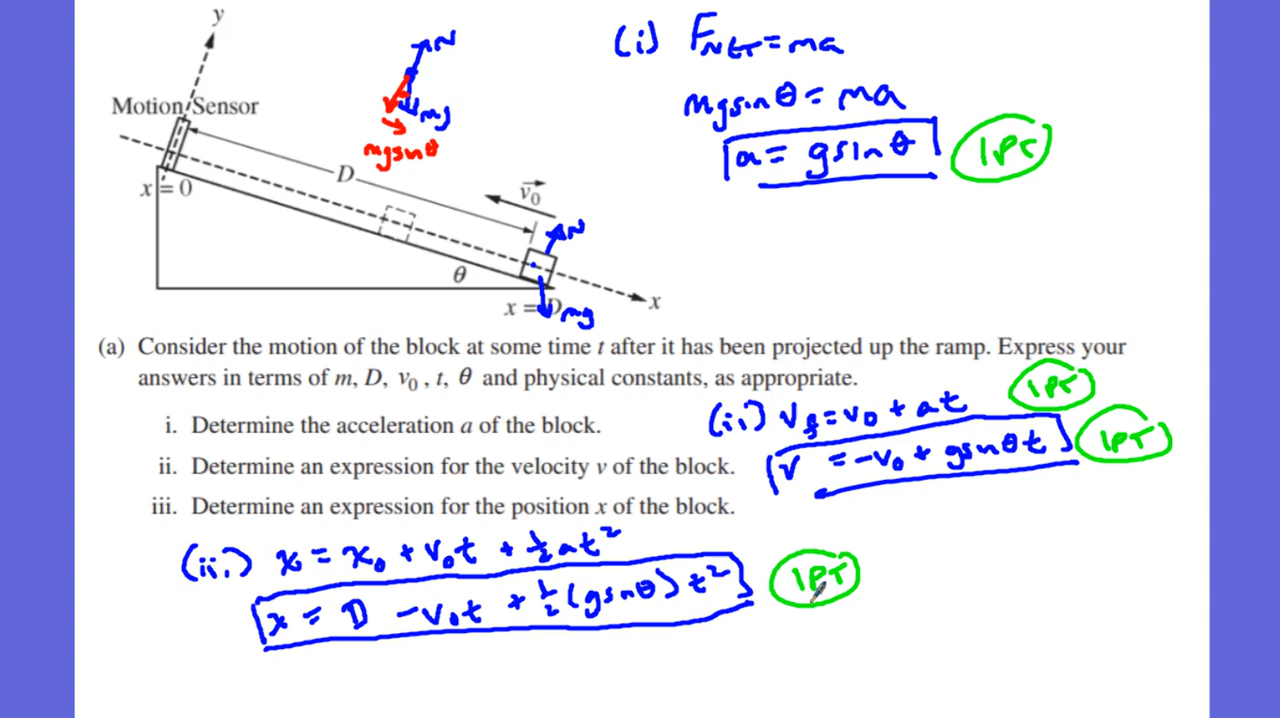 y
N
mg
mgsinθ
Motion Sensor
x = 0
D
v₀
N
θ
x = D
x
mg
(i) F_NET = ma
mgsinθ = ma
a = gsinθ
1PT
(a) Consider the motion of the block at some time t after it has been projected up the ramp. Express your
answers in terms of m, D, v₀ , t, θ and physical constants, as appropriate.
i. Determine the acceleration a of the block.
ii. Determine an expression for the velocity v of the block.
iii. Determine an expression for the position x of the block.
(ii) v_f = v₀ + at
1PT
v = -v₀ + gsinθt
1PT
(iii) x = x₀ + v₀t + ½at²
x = D - v₀t + ½(gsinθ)t²
1PT